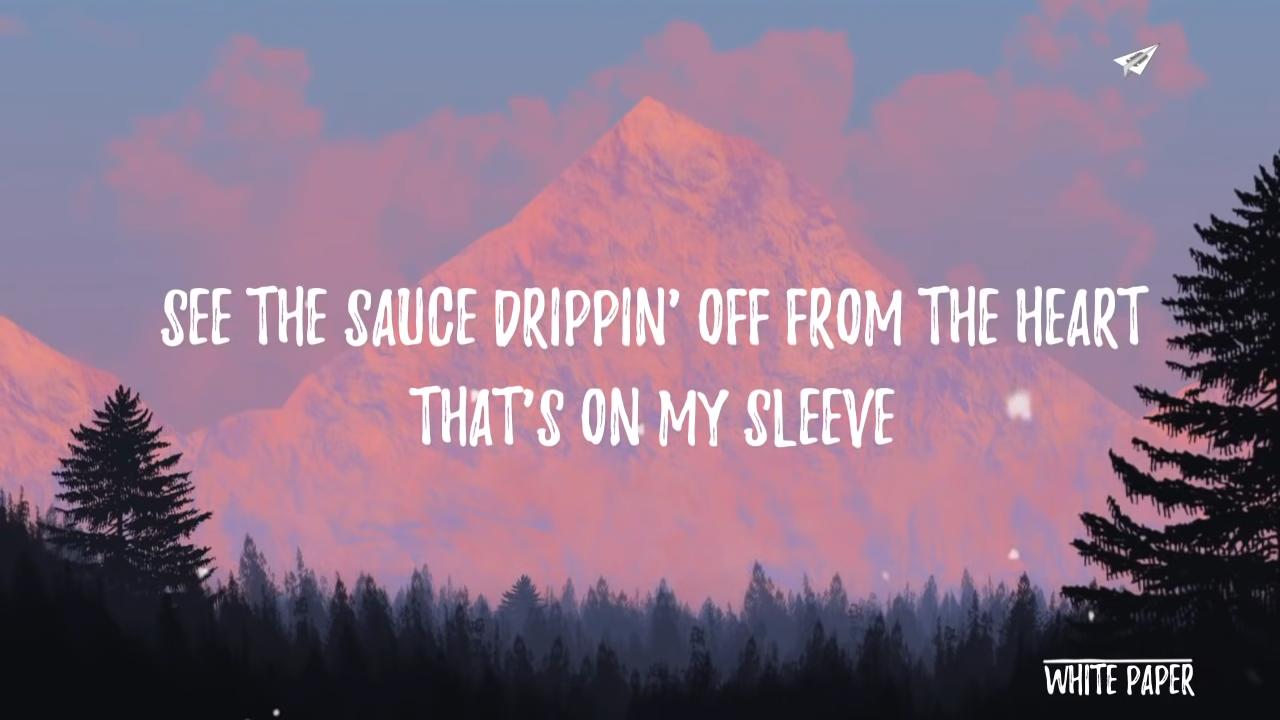 SEE THE SAUCE DRIPPIN' OFF FROM THE HEART
THAT'S ON MY SLEEVE
WHITE PAPER